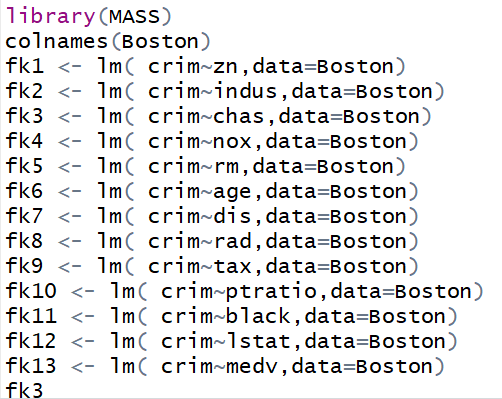 library(MASS)
colnames(Boston)
fk1 <- lm( crim~zn,data=Boston)
fk2 <- lm( crim~indus,data=Boston)
fk3 <- lm( crim~chas,data=Boston)
fk4 <- lm( crim~nox,data=Boston)
fk5 <- lm( crim~rm,data=Boston)
fk6 <- lm( crim~age,data=Boston)
fk7 <- lm( crim~dis,data=Boston)
fk8 <- lm( crim~rad,data=Boston)
fk9 <- lm( crim~tax,data=Boston)
fk10 <- lm( crim~ptratio,data=Boston)
fk11 <- lm( crim~black,data=Boston)
fk12 <- lm( crim~lstat,data=Boston)
fk13 <- lm( crim~medv,data=Boston)
fk3